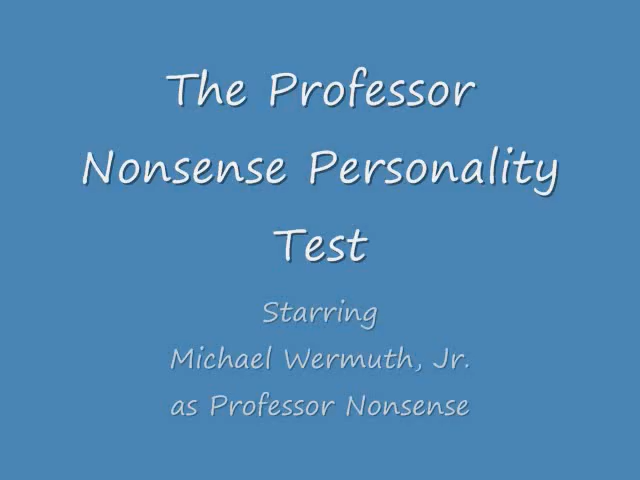 The Professor
Nonsense Personality
Test
Starring
Michael Wermuth, Jr.
as Professor Nonsense